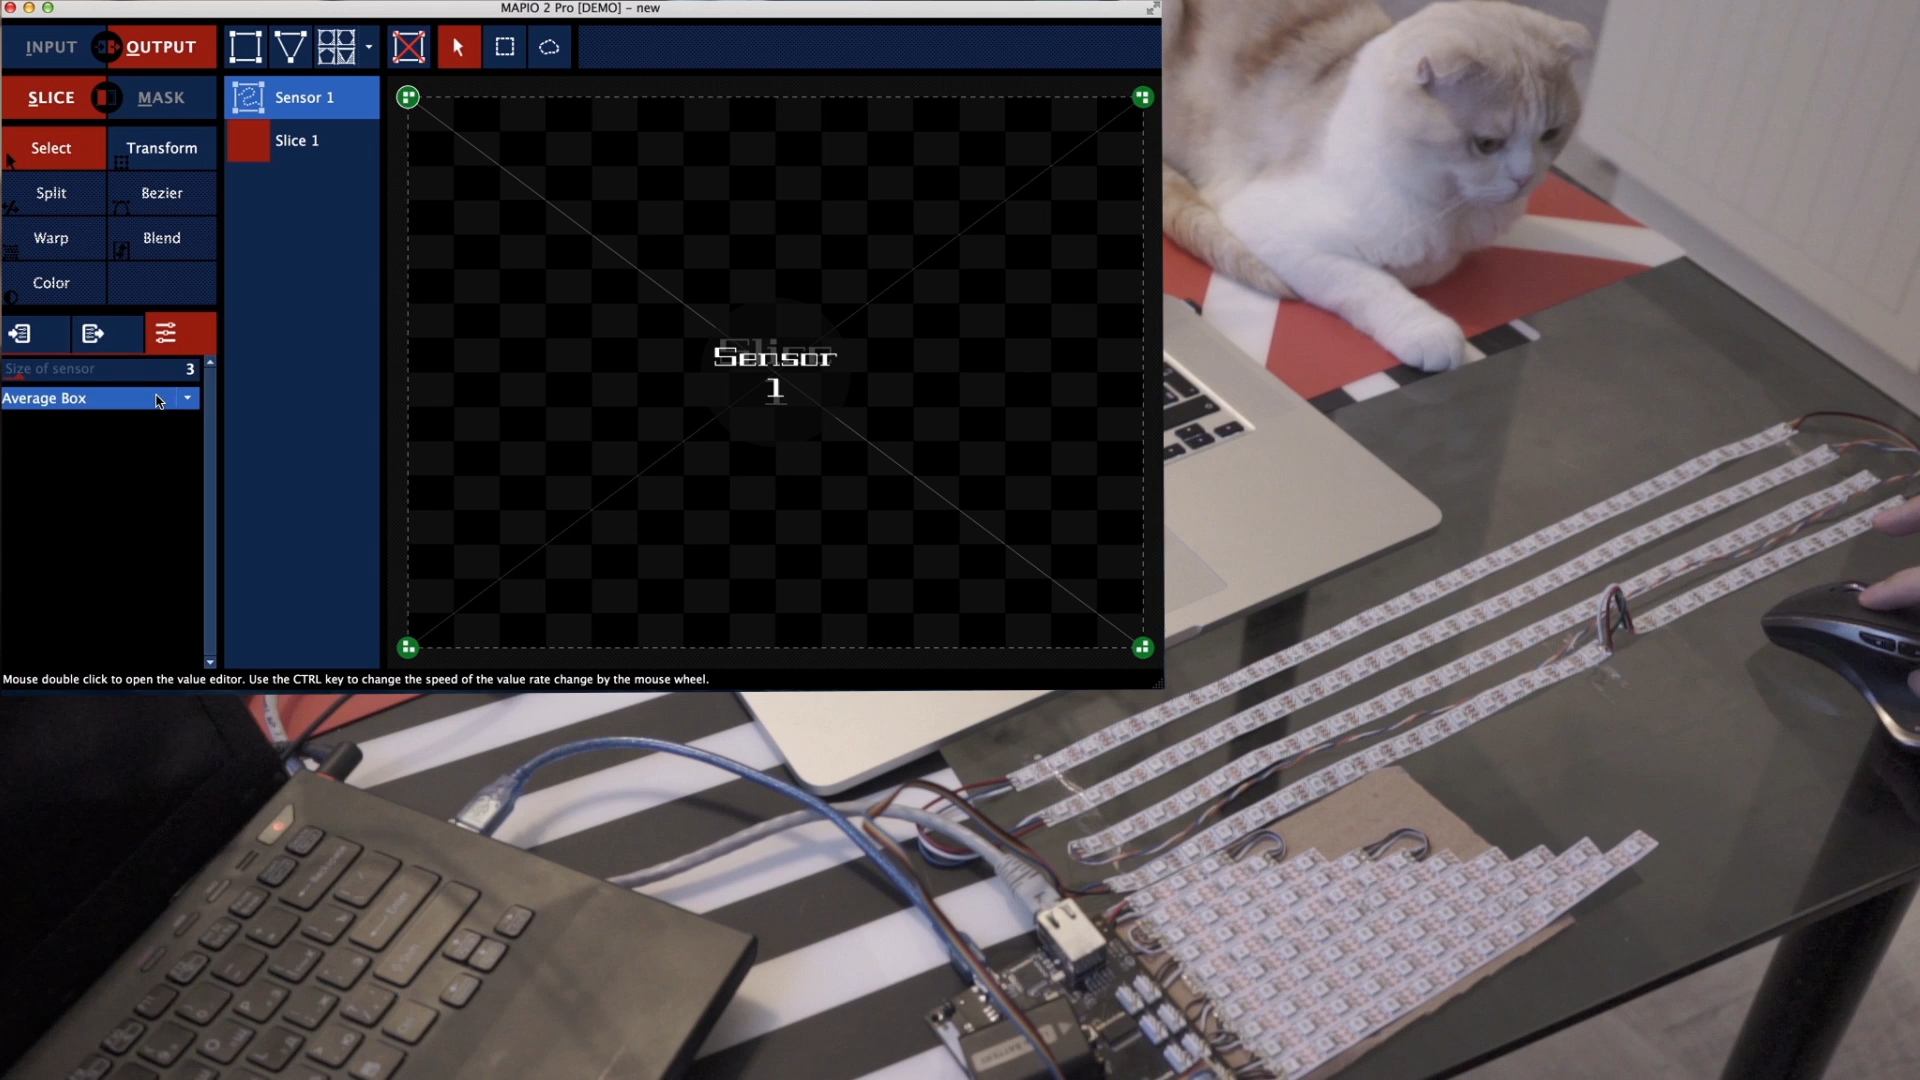 MAPIO 2 Pro [DEMO] – new
INPUT
OUTPUT
SLICE
MASK
Sensor 1
Slice 1
Select
Transform
Split
Bezier
Warp
Blend
Color
Size of sensor 3
Average Box
Sensor
1
Mouse double click to open the value editor. Use the CTRL key to change the speed of the value rate change by the mouse wheel.
Backspace
Enter